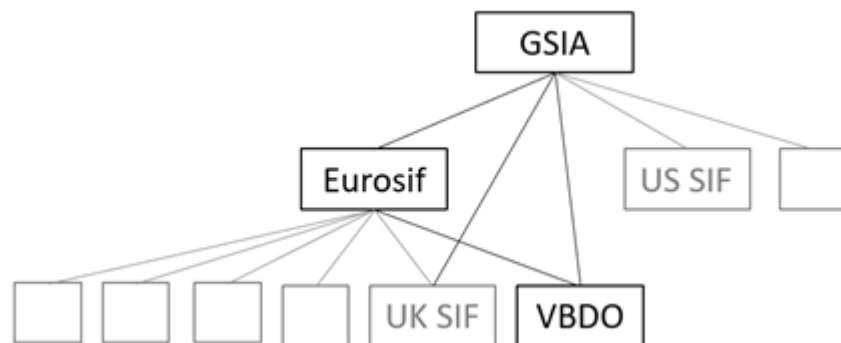 GSIA
Eurosif
US SIF
UK SIF
VBDO